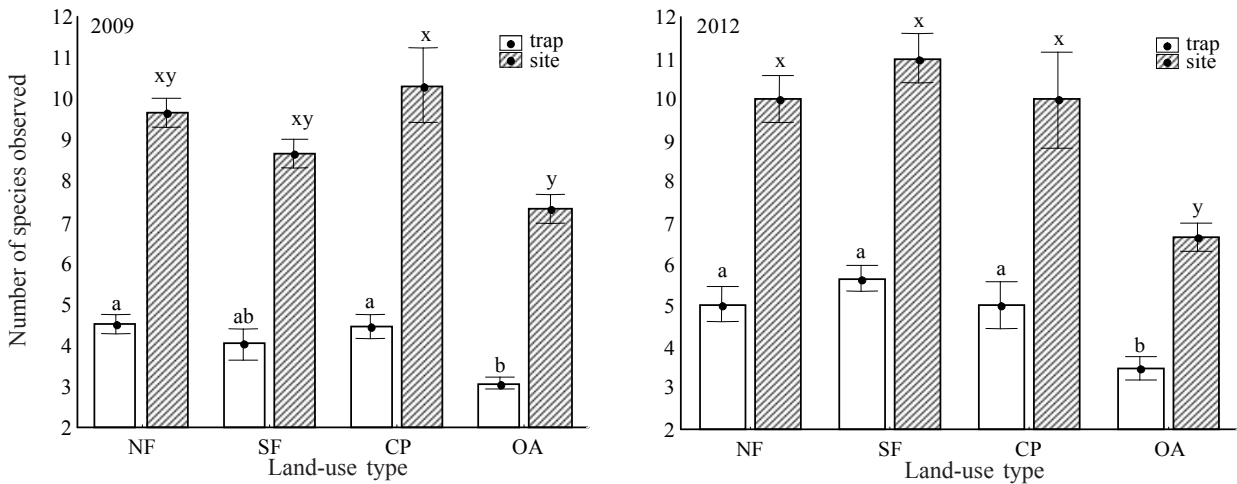 2009
trap
site
Number of species observed
12
11
10
9
8
7
6
5
4
3
2
a
xy
ab
xy
a
x
b
y
NF SF CP OA
Land-use type
2012
trap
site
12
11
10
9
8
7
6
5
4
3
2
a
x
a
x
a
x
b
y
NF SF CP OA
Land-use type